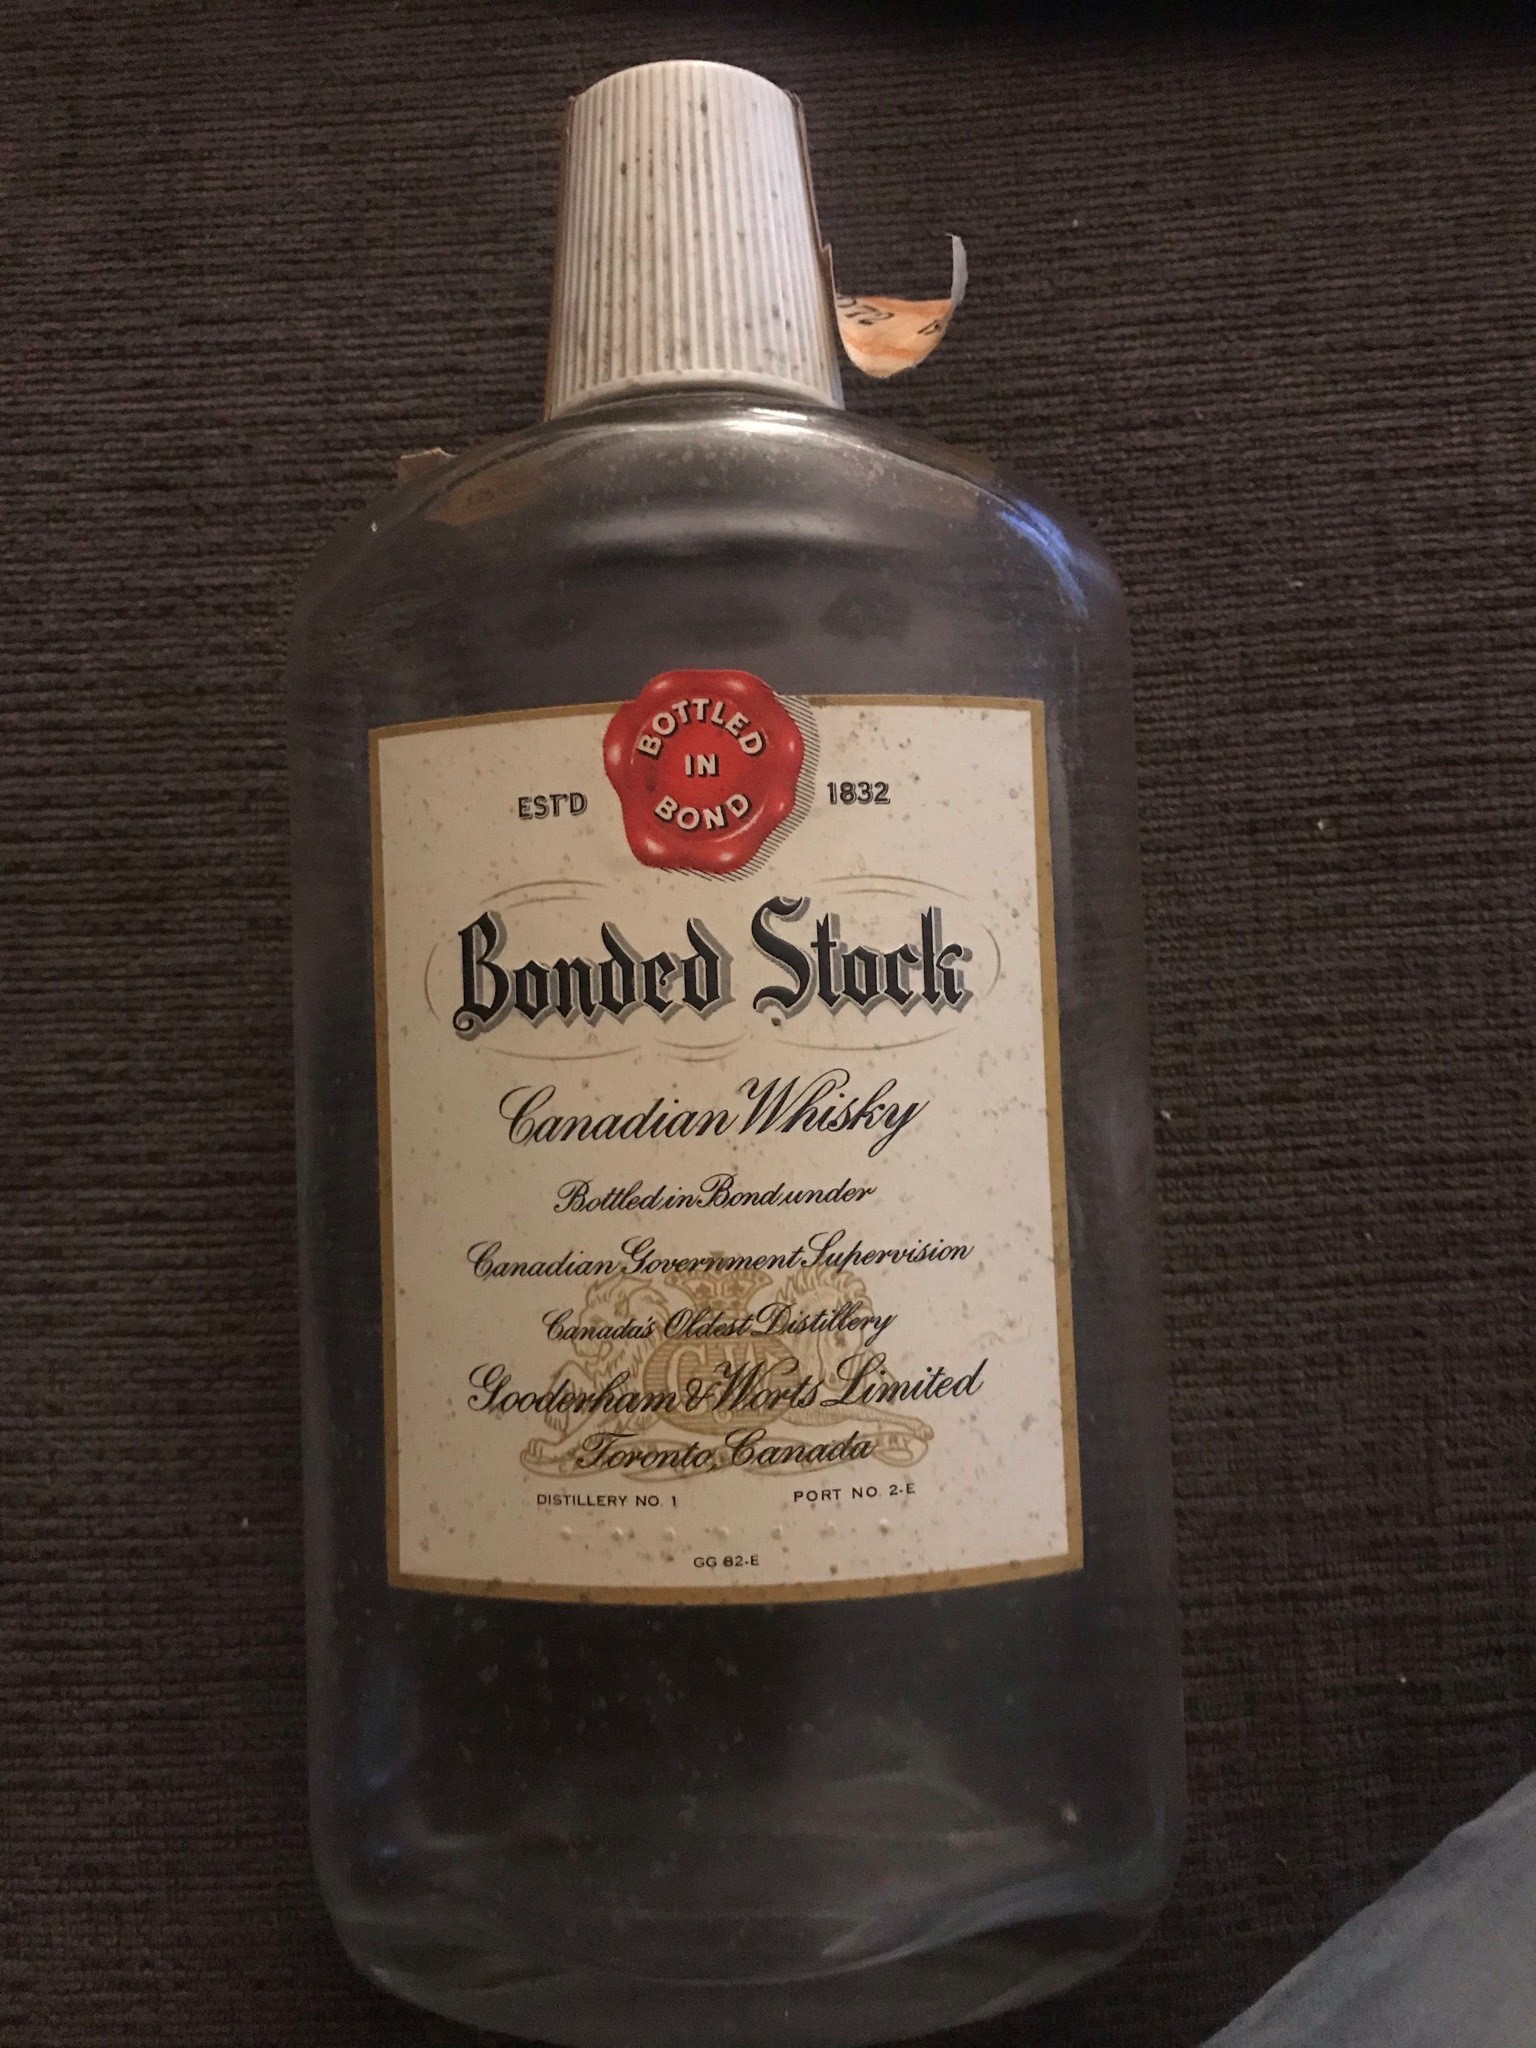 072
BOTTLED
IN
BOND
EST'D 1832
Bonded Stock
Canadian Whisky
Bottled in Bond under
Canadian Government Supervision
Canada's Oldest Distillery
Gooderham & Worts Limited
Toronto, Canada
DISTILLERY NO. 1 PORT NO. 2-E
GG 82-E